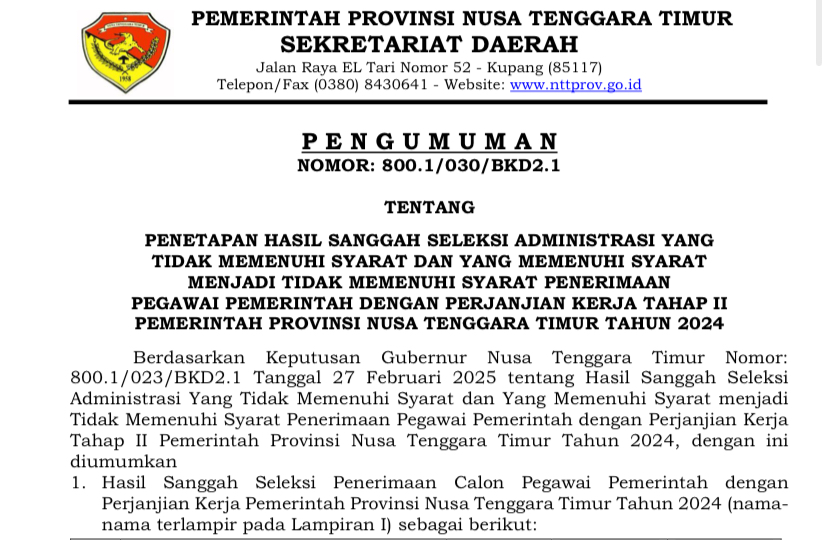 PEMERINTAH PROVINSI NUSA TENGGARA TIMUR
SEKRETARIAT DAERAH
Jalan Raya EL Tari Nomor 52 - Kupang (85117)
Telepon/Fax (0380) 8430641 - Website: www.nttprov.go.id
1958
P E N G U M U M A N
NOMOR: 800.1/030/BKD2.1
TENTANG
PENETAPAN HASIL SANGGAH SELEKSI ADMINISTRASI YANG
TIDAK MEMENUHI SYARAT DAN YANG MEMENUHI SYARAT
MENJADI TIDAK MEMENUHI SYARAT PENERIMAAN
PEGAWAI PEMERINTAH DENGAN PERJANJIAN KERJA TAHAP II
PEMERINTAH PROVINSI NUSA TENGGARA TIMUR TAHUN 2024
Berdasarkan Keputusan Gubernur Nusa Tenggara Timur Nomor:
800.1/023/BKD2.1 Tanggal 27 Februari 2025 tentang Hasil Sanggah Seleksi
Administrasi Yang Tidak Memenuhi Syarat dan Yang Memenuhi Syarat menjadi
Tidak Memenuhi Syarat Penerimaan Pegawai Pemerintah dengan Perjanjian Kerja
Tahap II Pemerintah Provinsi Nusa Tenggara Timur Tahun 2024, dengan ini
diumumkan
1. Hasil Sanggah Seleksi Penerimaan Calon Pegawai Pemerintah dengan
Perjanjian Kerja Pemerintah Provinsi Nusa Tenggara Timur Tahun 2024 (nama-
nama terlampir pada Lampiran I) sebagai berikut: